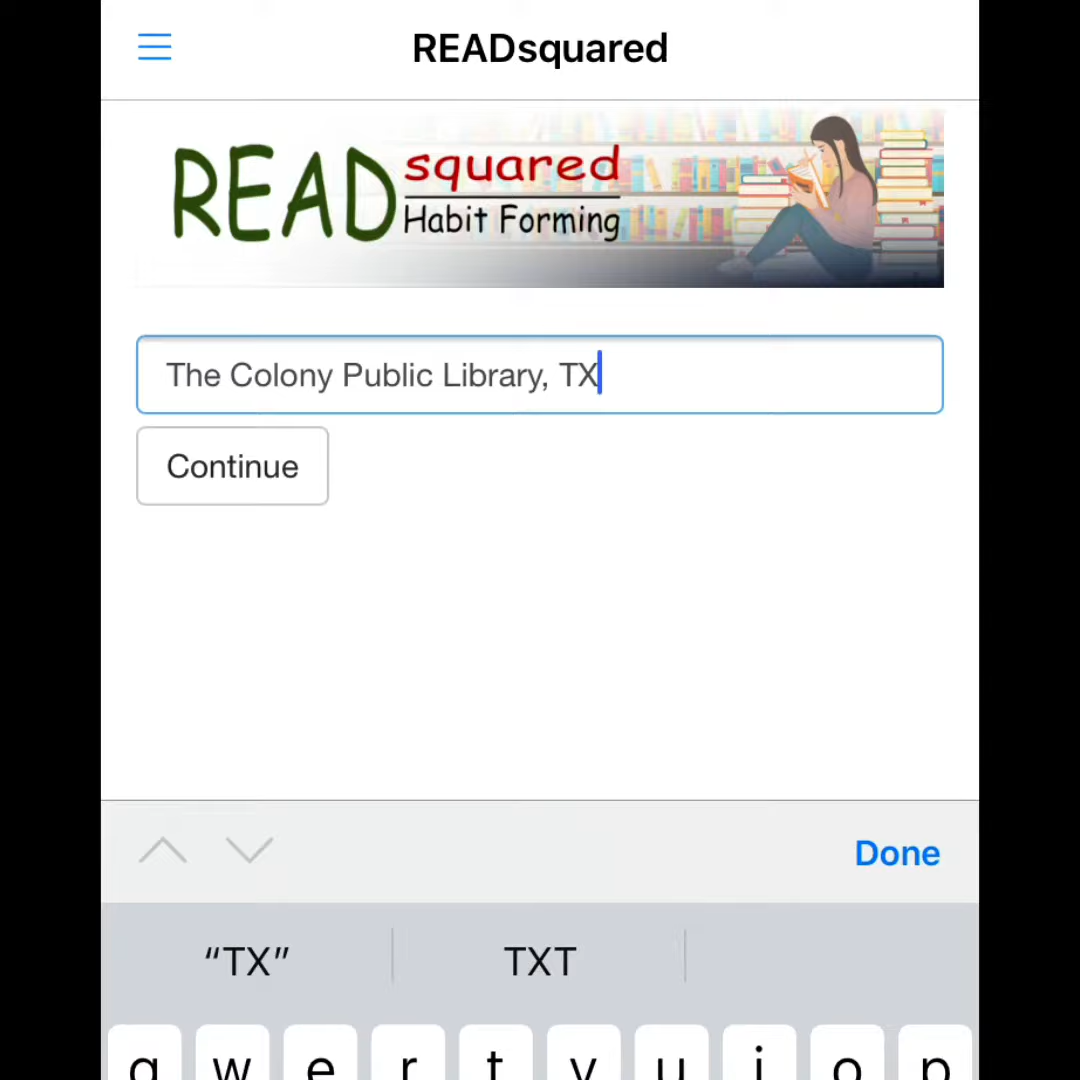 READsquared
READ squared
Habit Forming
The Colony Public Library, TX
Continue
Done
“TX” TXT
q w e r t y u i o p